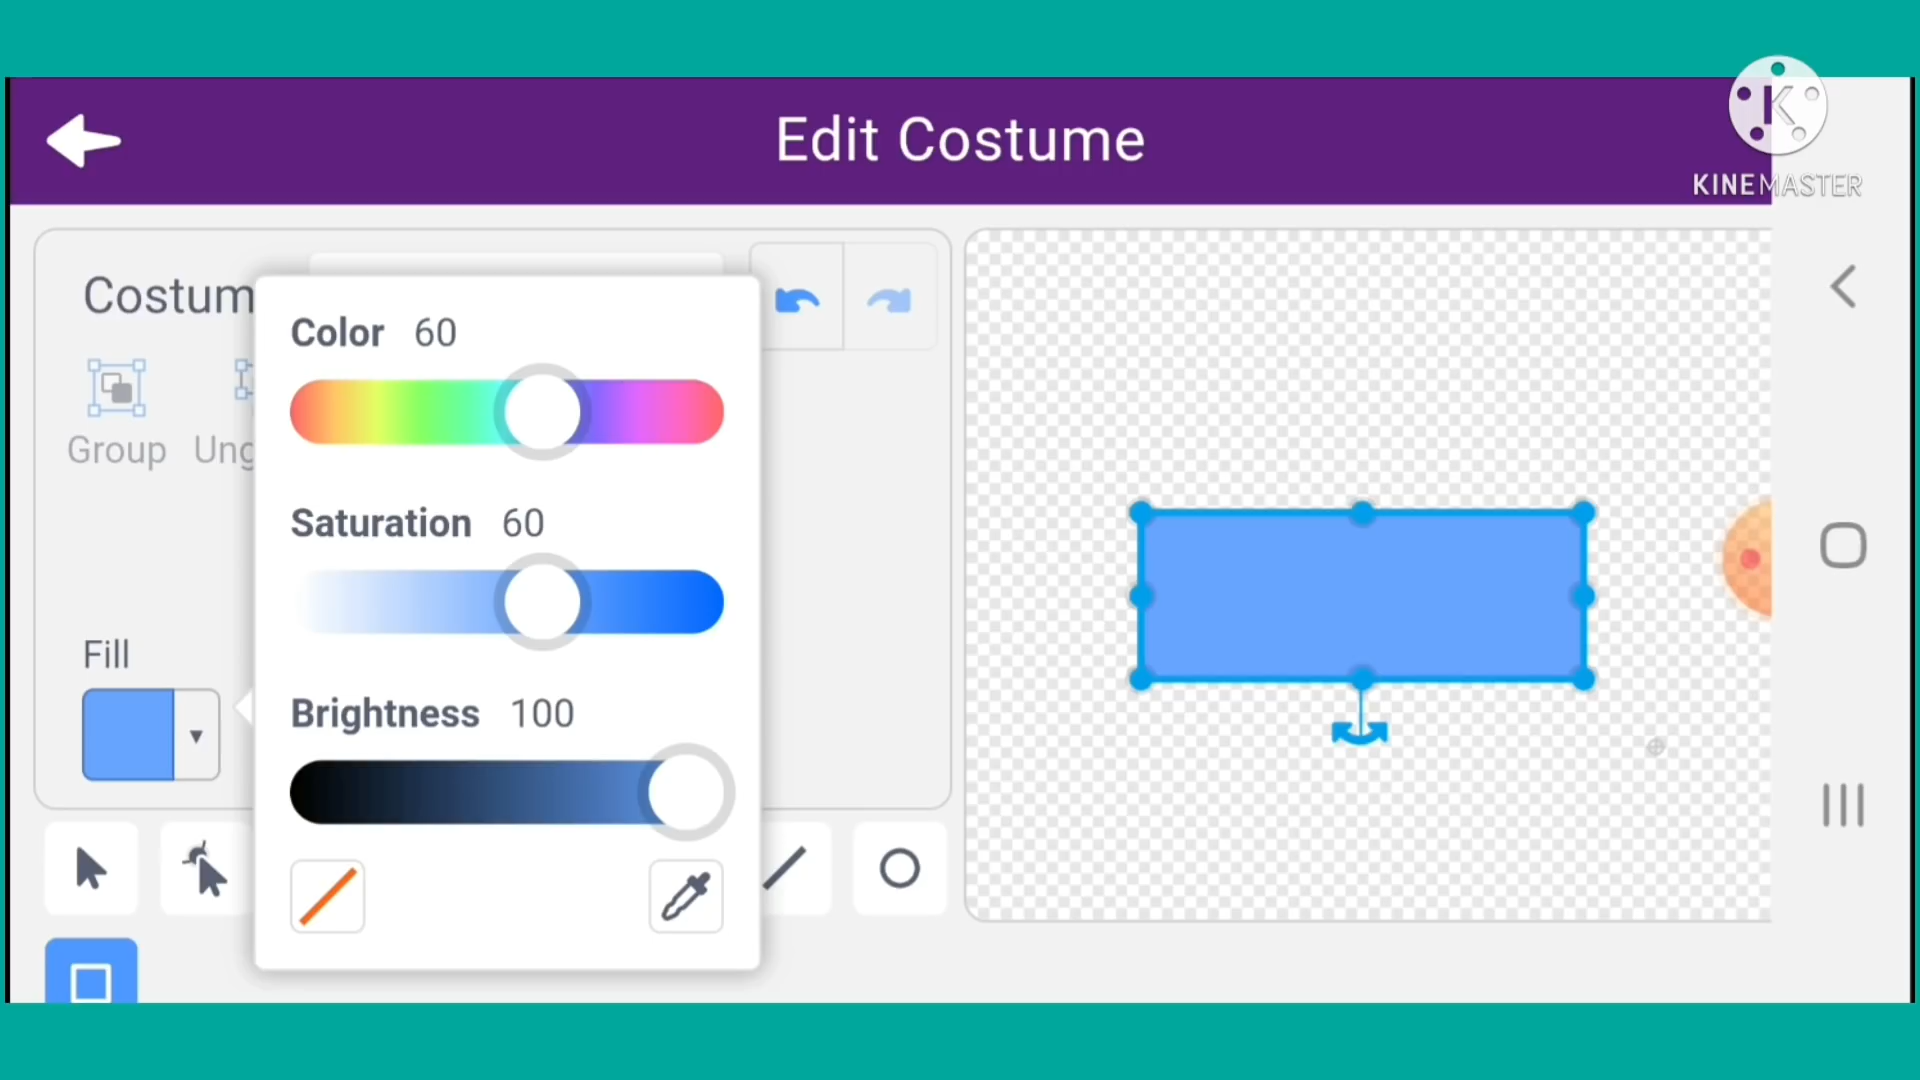 Edit Costume
K
KINEMASTER
Costum
Color 60
Group Ung
Saturation 60
Fill
Brightness 100